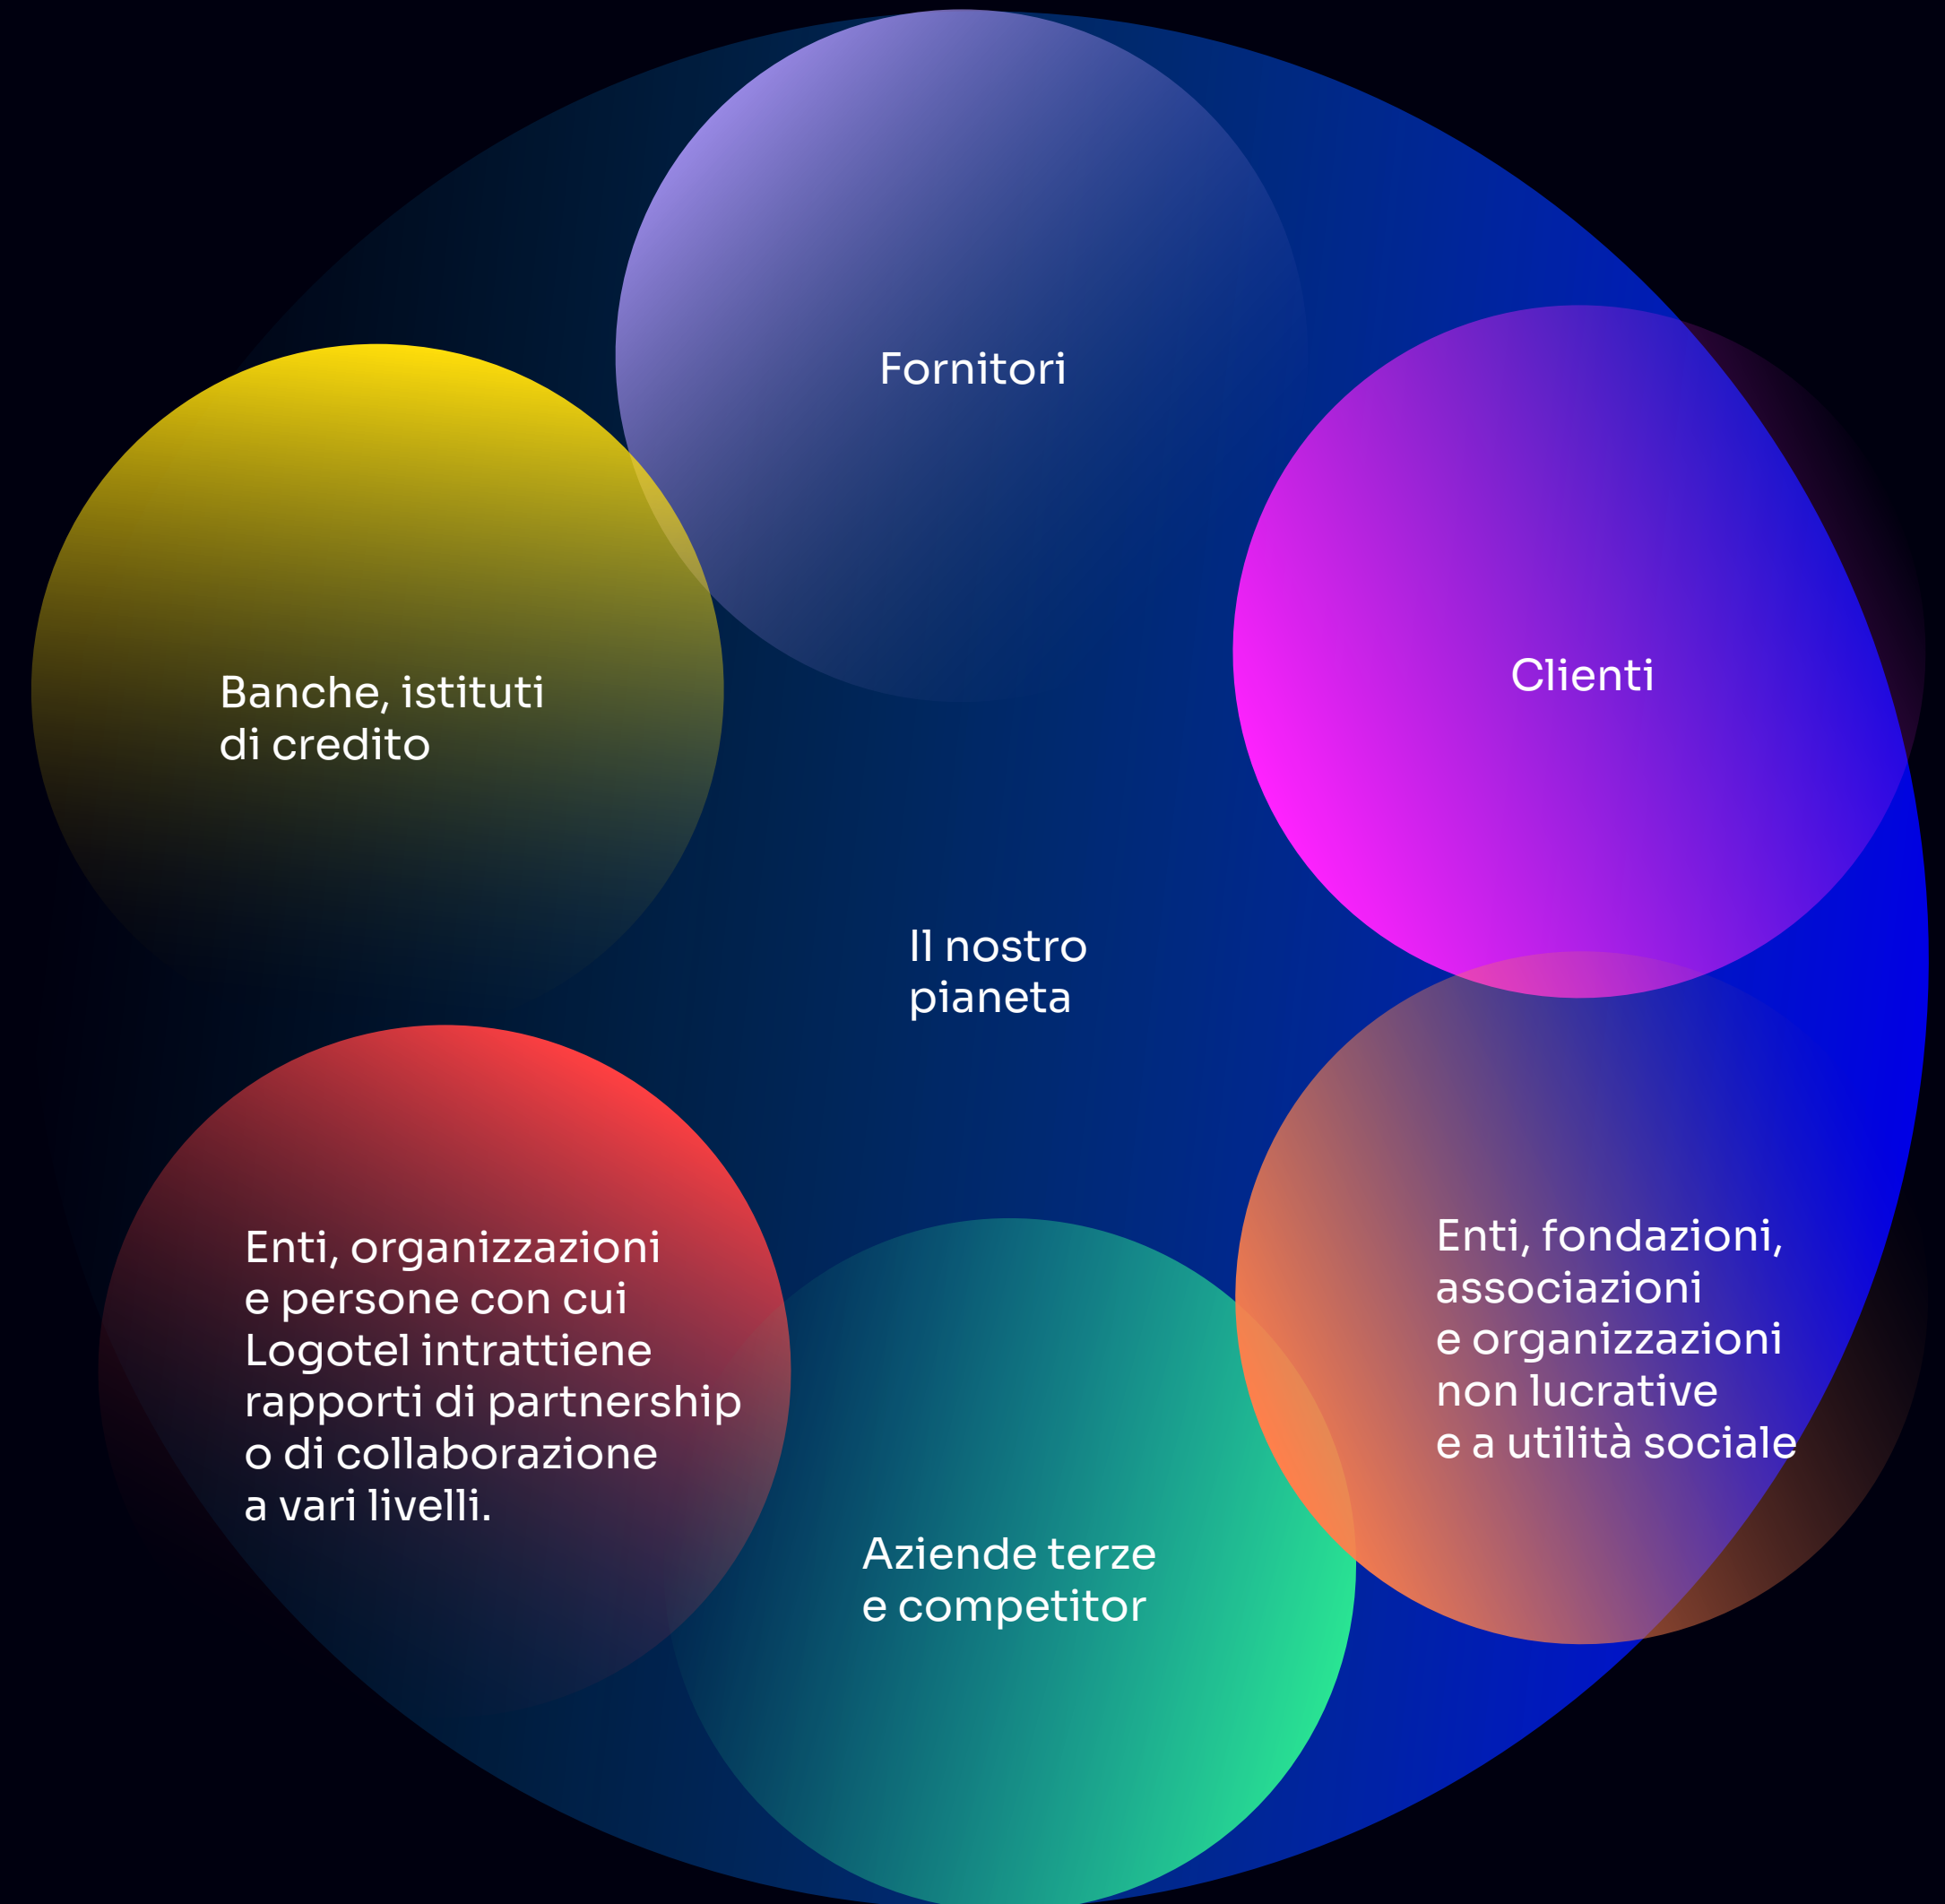 Fornitori
Clienti
Banche, istituti
di credito
Il nostro
pianeta
Enti, organizzazioni
e persone con cui
Logotel intrattiene
rapporti di partnership
o di collaborazione
a vari livelli.
Enti, fondazioni,
associazioni
e organizzazioni
non lucrative
e a utilità sociale
Aziende terze
e competitor